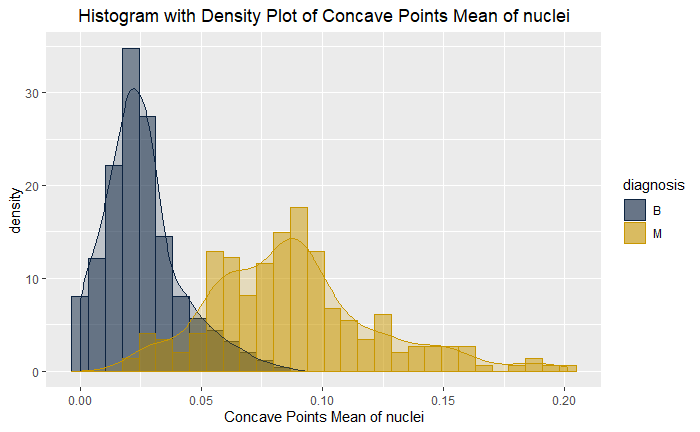 Histogram with Density Plot of Concave Points Mean of nuclei
density
30
20
10
0
0.00 0.05 0.10 0.15 0.20
Concave Points Mean of nuclei
diagnosis
B
M